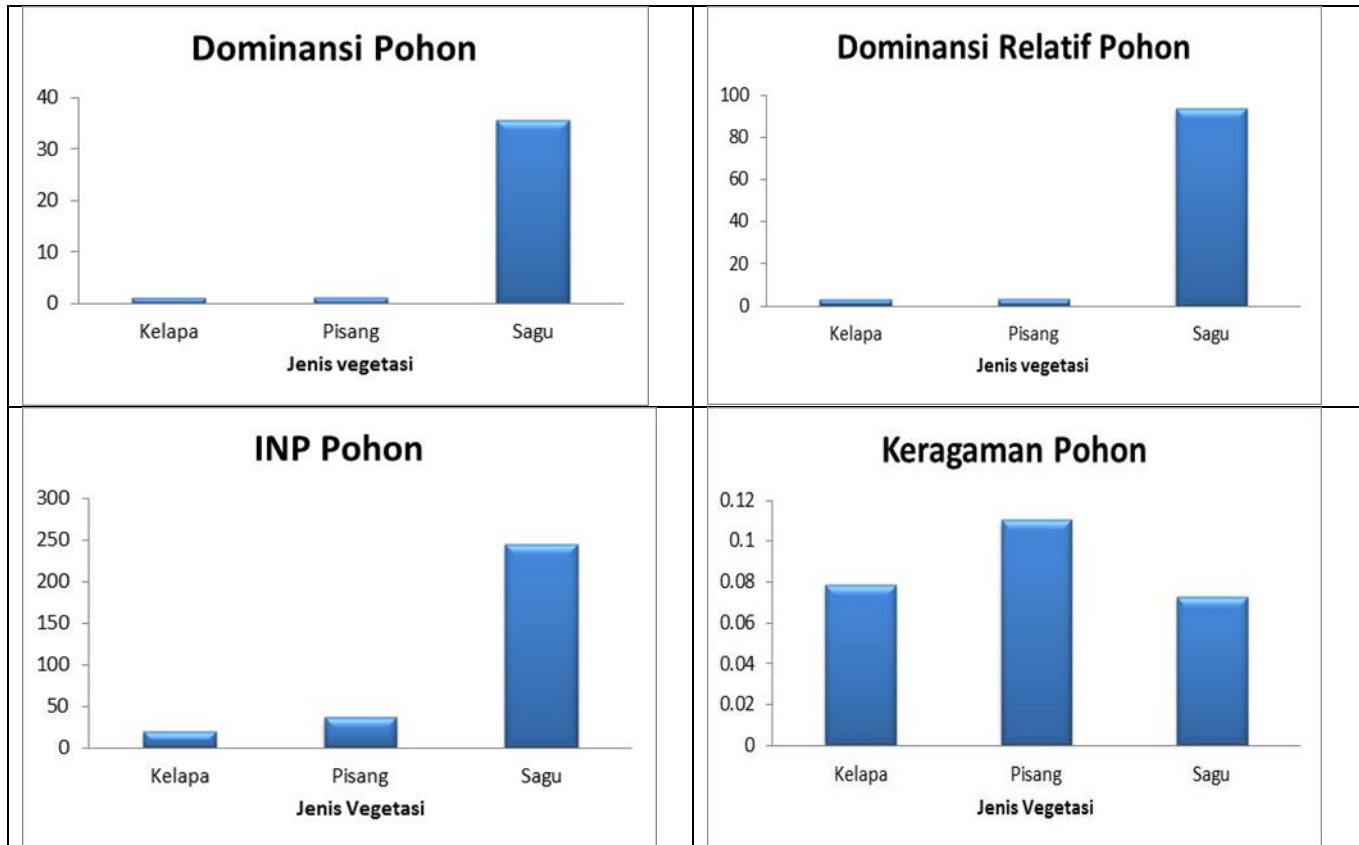 Dominansi Pohon
40
30
20
10
0
Kelapa Pisang Sagu
Jenis vegetasi
Dominansi Relatif Pohon
100
80
60
40
20
0
Kelapa Pisang Sagu
Jenis vegetasi
INP Pohon
300
250
200
150
100
50
0
Kelapa Pisang Sagu
Jenis Vegetasi
Keragaman Pohon
0.12
0.1
0.08
0.06
0.04
0.02
0
Kelapa Pisang Sagu
Jenis Vegetasi